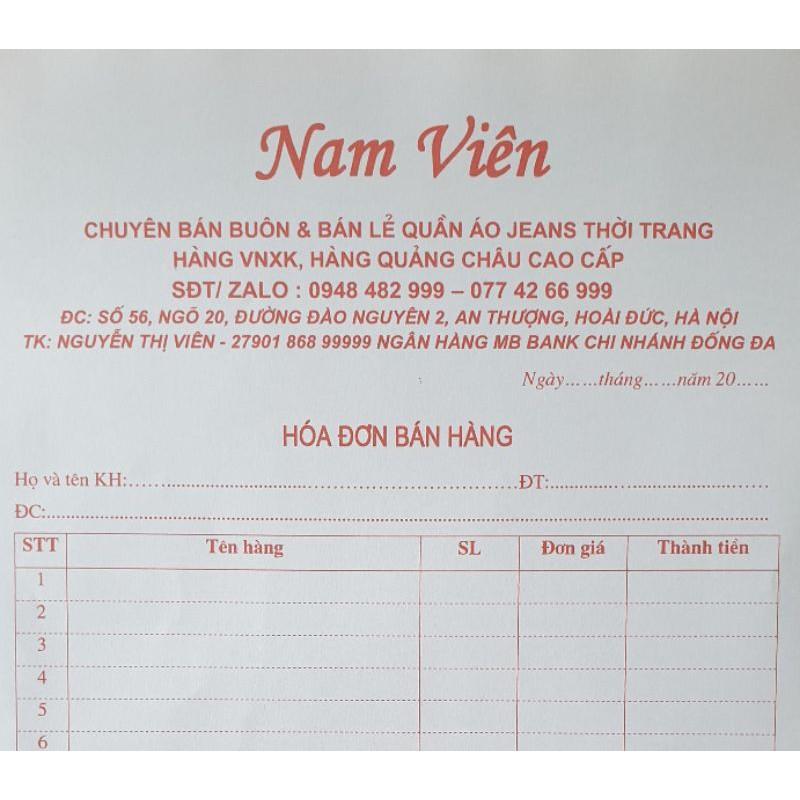 Nam Viên
CHUYÊN BÁN BUÔN & BÁN LẺ QUẦN ÁO JEANS THỜI TRANG
HÀNG VNXK, HÀNG QUẢNG CHÂU CAO CẤP
SĐT/ ZALO : 0948 482 999 – 077 42 66 999
ĐC: SỐ 56, NGÕ 20, ĐƯỜNG ĐÀO NGUYÊN 2, AN THƯỢNG, HOÀI ĐỨC, HÀ NỘI
TK: NGUYỄN THỊ VIÊN - 27901 868 99999 NGÂN HÀNG MB BANK CHI NHÁNH ĐỐNG ĐA
Ngày......tháng......năm 20......
HÓA ĐƠN BÁN HÀNG
Họ và tên KH:..........................................................ĐT:..............................
ĐC:.....................................................................................................
STT Tên hàng SL Đơn giá Thành tiền
1
2
3
4
5
6